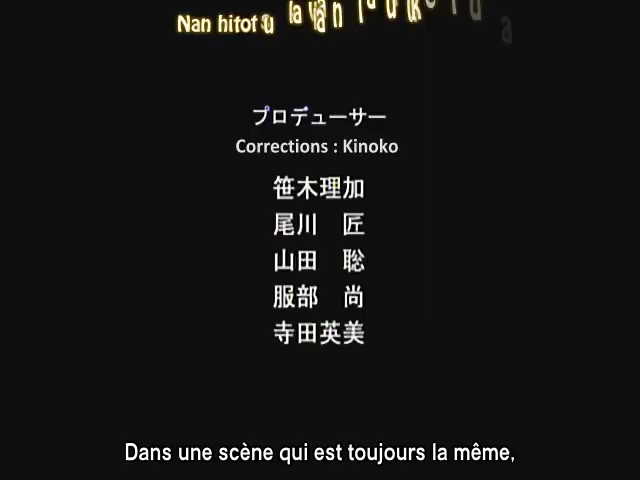 Nan hitotsu
プロデューサー
Corrections : Kinoko
笹木理加
尾川 匠
山田 聡
服部 尚
寺田英美
Dans une scène qui est toujours la même,